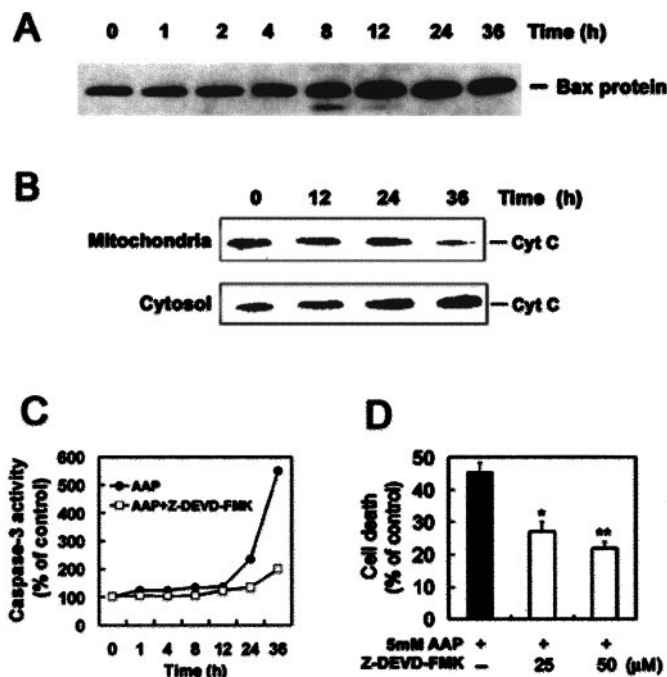 A
0 1 2 4 8 12 24 36 Time (h)
– Bax protein
B
0 12 24 36 Time (h)
Mitochondria
– Cyt C
Cytosol
– Cyt C
C
Caspase-3 activity
(% of control)
600
500
400
300
200
100
0
AAP
AAP+Z-DEVD-FMK
0 1 4 8 12 24 36
Time (h)
D
Cell death
(% of control)
50
40
30
20
10
0
*
**
5mM AAP + + +
Z-DEVD-FMK – 25 50 (μM)